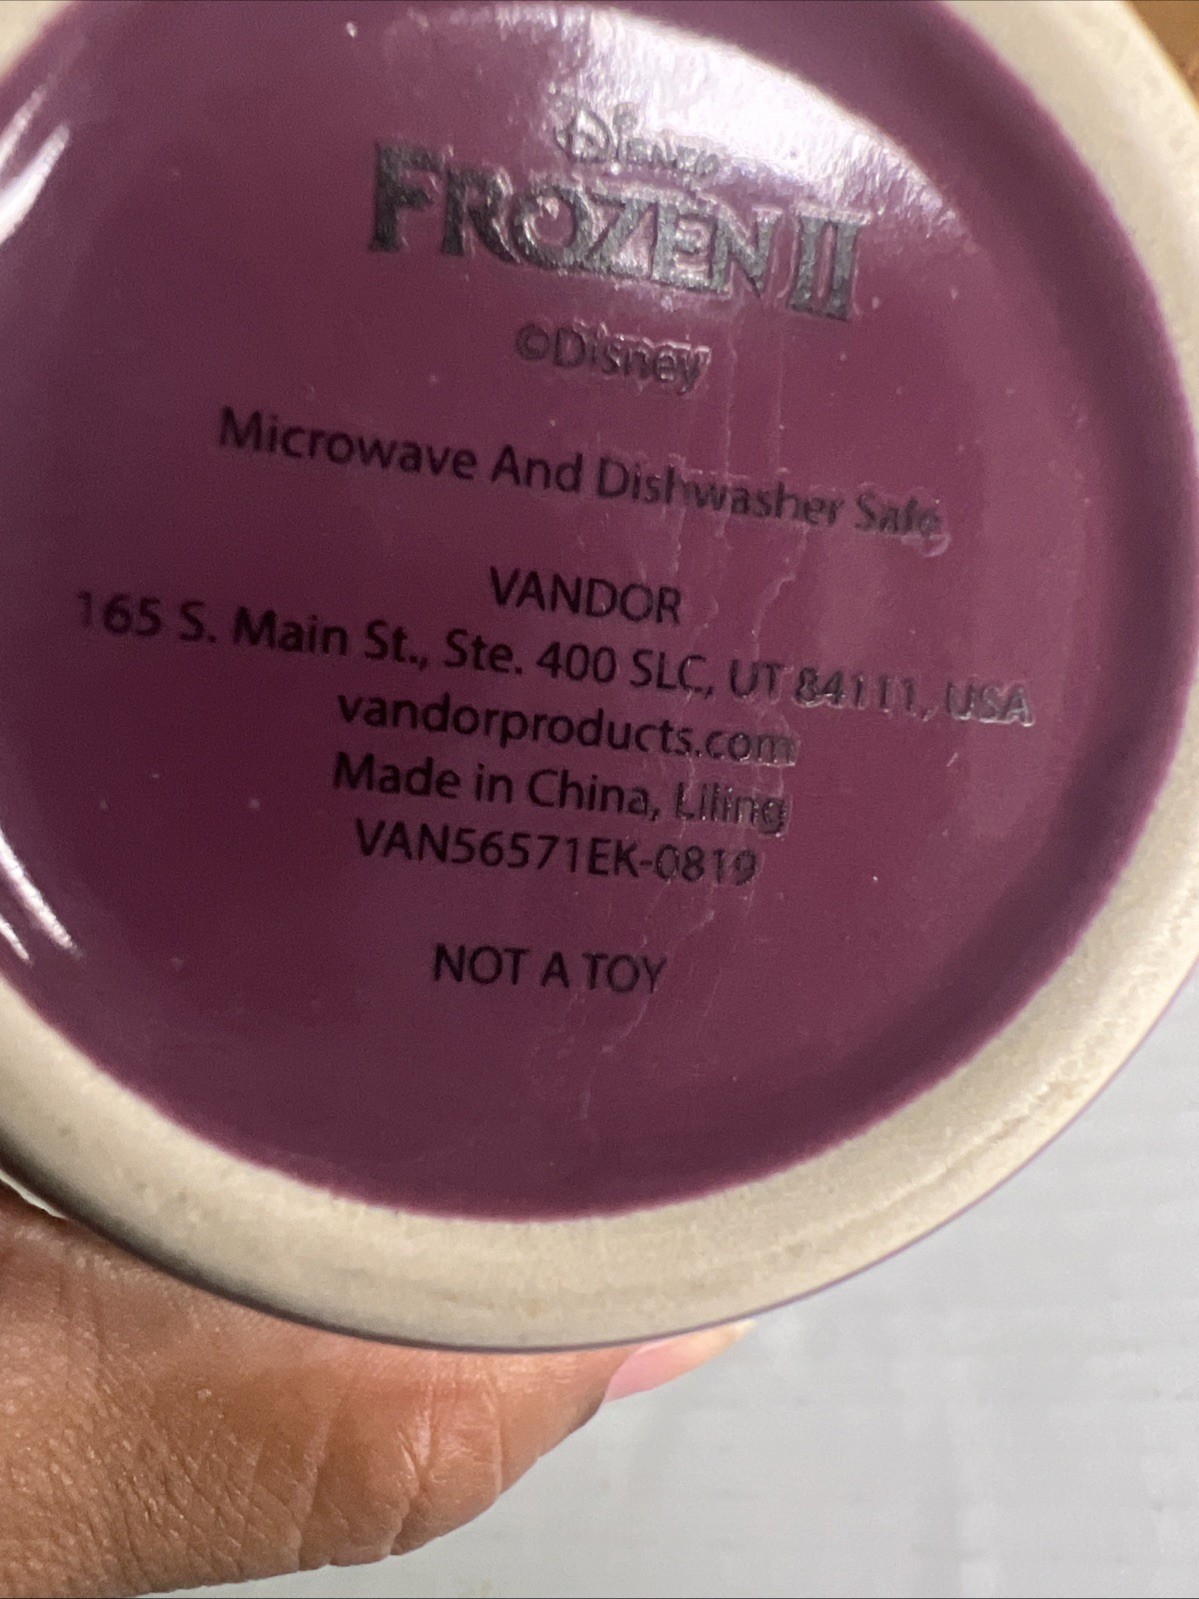 Disney
FROZEN II
©Disney
Microwave And Dishwasher Safe
VANDOR
165 S. Main St., Ste. 400 SLC, UT 84111, USA
vandorproducts.com
Made in China, Liling
VAN56571EK-0819
NOT A TOY